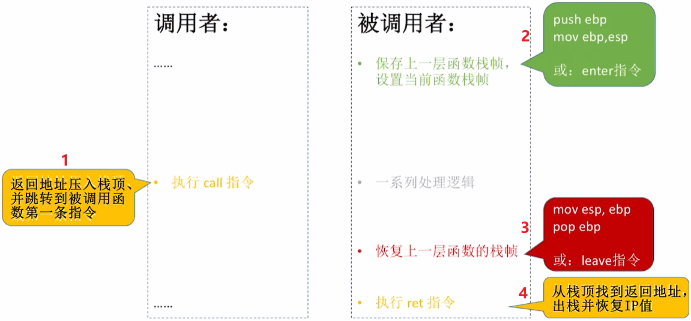 调用者：
……
1
返回地址压入栈顶、
并跳转到被调用函
数第一条指令
• 执行 call 指令
……
被调用者：
2
push ebp
mov ebp,esp
或：enter指令
• 保存上一层函数栈帧，
设置当前函数栈帧
• 一系列处理逻辑
3
mov esp, ebp
pop ebp
或：leave指令
• 恢复上一层函数的栈帧
4
从栈顶找到返回地址，
出栈并恢复IP值
• 执行 ret 指令